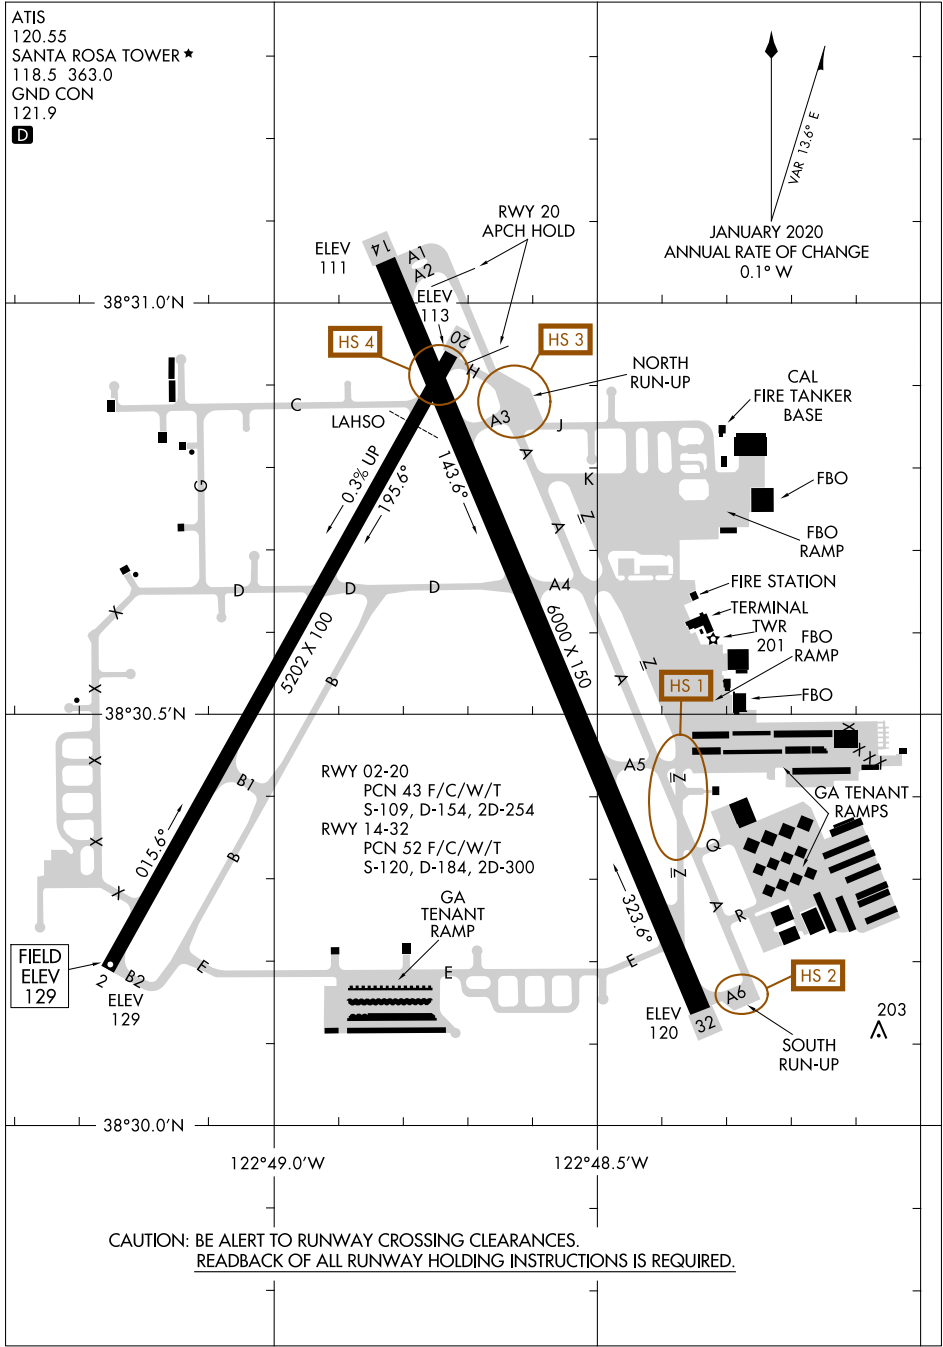 ATIS
120.55
SANTA ROSA TOWER ★
118.5 363.0
GND CON
121.9
D
VAR 13.6° E
JANUARY 2020
ANNUAL RATE OF CHANGE
0.1° W
RWY 20
APCH HOLD
ELEV
111
14
A1
A2
38°31.0'N
ELEV
113
20
HS 4
HS 3
H
NORTH
RUN-UP
CAL
FIRE TANKER
BASE
C
LAHSO
A3
J
A
0.3% UP
195.6°
143.6°
G
K
Z
A
FBO
FBO
RAMP
D
B
D
A4
FIRE STATION
TERMINAL
TWR
201
X
5202 X 100
6000 X 150
B
A
Z
FBO
RAMP
HS 1
FBO
X
38°30.5'N
X
X
X
X
X
X
B1
A5
Z
RWY 02-20
PCN 43 F/C/W/T
S-109, D-154, 2D-254
RWY 14-32
PCN 52 F/C/W/T
S-120, D-184, 2D-300
GA TENANT
RAMPS
015.6°
X
B
Q
Z
X
GA
TENANT
RAMP
323.6°
A
R
FIELD
ELEV
129
2
B2
ELEV
129
E
E
E
HS 2
A6
ELEV
120
32
SOUTH
RUN-UP
203
38°30.0'N
122°49.0'W
122°48.5'W
CAUTION: BE ALERT TO RUNWAY CROSSING CLEARANCES.
READBACK OF ALL RUNWAY HOLDING INSTRUCTIONS IS REQUIRED.